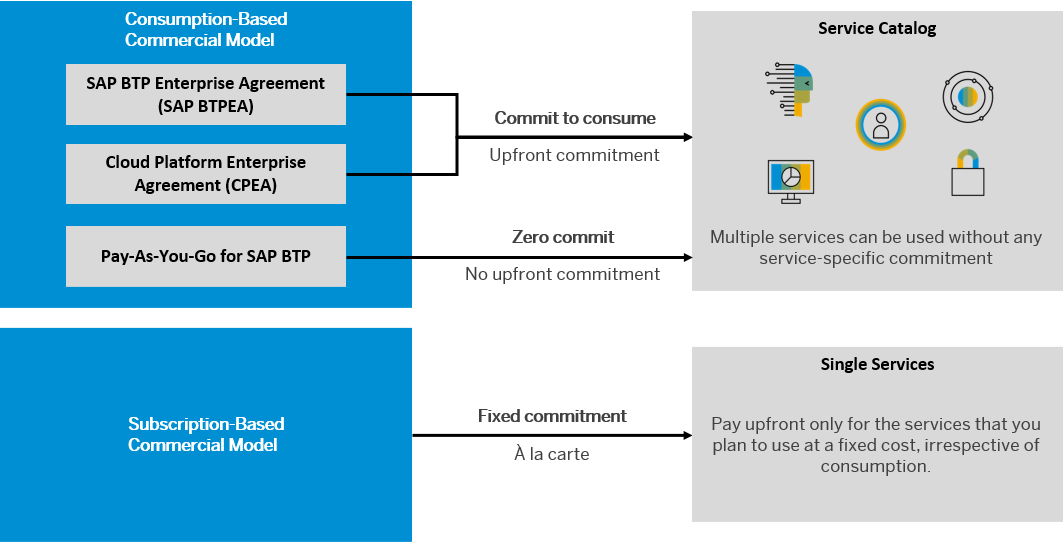 Consumption-Based
Commercial Model
SAP BTP Enterprise Agreement
(SAP BTPEA)
Cloud Platform Enterprise
Agreement (CPEA)
Pay-As-You-Go for SAP BTP
Commit to consume
Upfront commitment
Zero commit
No upfront commitment
Service Catalog
Multiple services can be used without any
service-specific commitment
Subscription-Based
Commercial Model
Fixed commitment
À la carte
Single Services
Pay upfront only for the services that you
plan to use at a fixed cost, irrespective of
consumption.